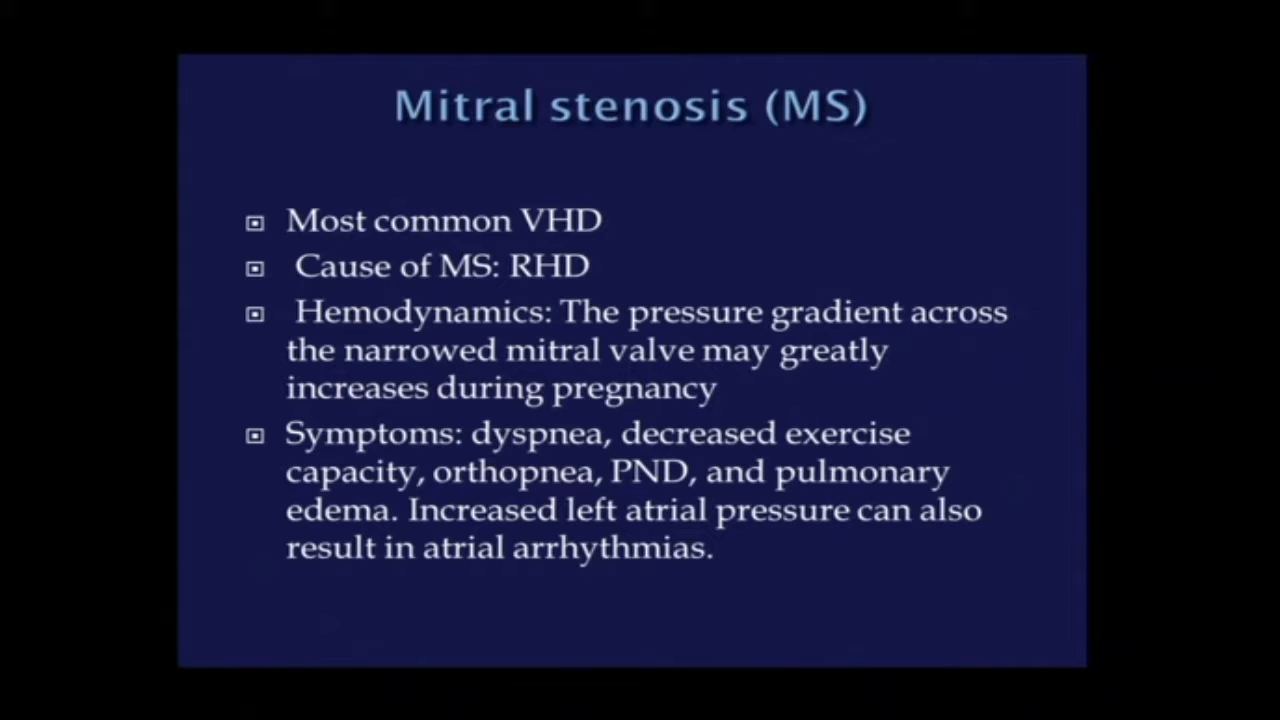 Mitral stenosis (MS)
Most common VHD
Cause of MS: RHD
Hemodynamics: The pressure gradient across
the narrowed mitral valve may greatly
increases during pregnancy
Symptoms: dyspnea, decreased exercise
capacity, orthopnea, PND, and pulmonary
edema. Increased left atrial pressure can also
result in atrial arrhythmias.